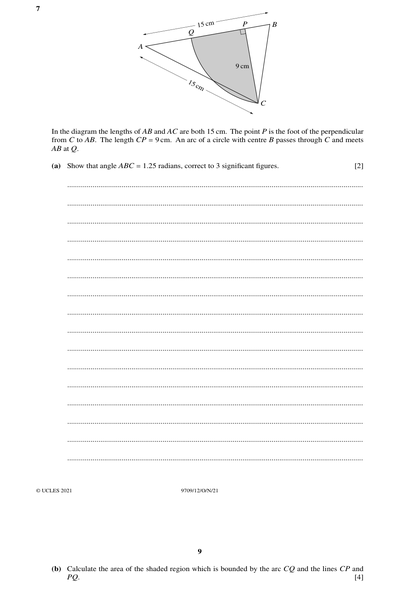 7
15 cm
P
B
Q
A
9 cm
15 cm
C
In the diagram the lengths of AB and AC are both 15 cm. The point P is the foot of the perpendicular
from C to AB. The length CP = 9 cm. An arc of a circle with centre B passes through C and meets
AB at Q.
(a) Show that angle ABC = 1.25 radians, correct to 3 significant figures. [2]
© UCLES 2021 9709/12/O/N/21
9
(b) Calculate the area of the shaded region which is bounded by the arc CQ and the lines CP and
PQ. [4]